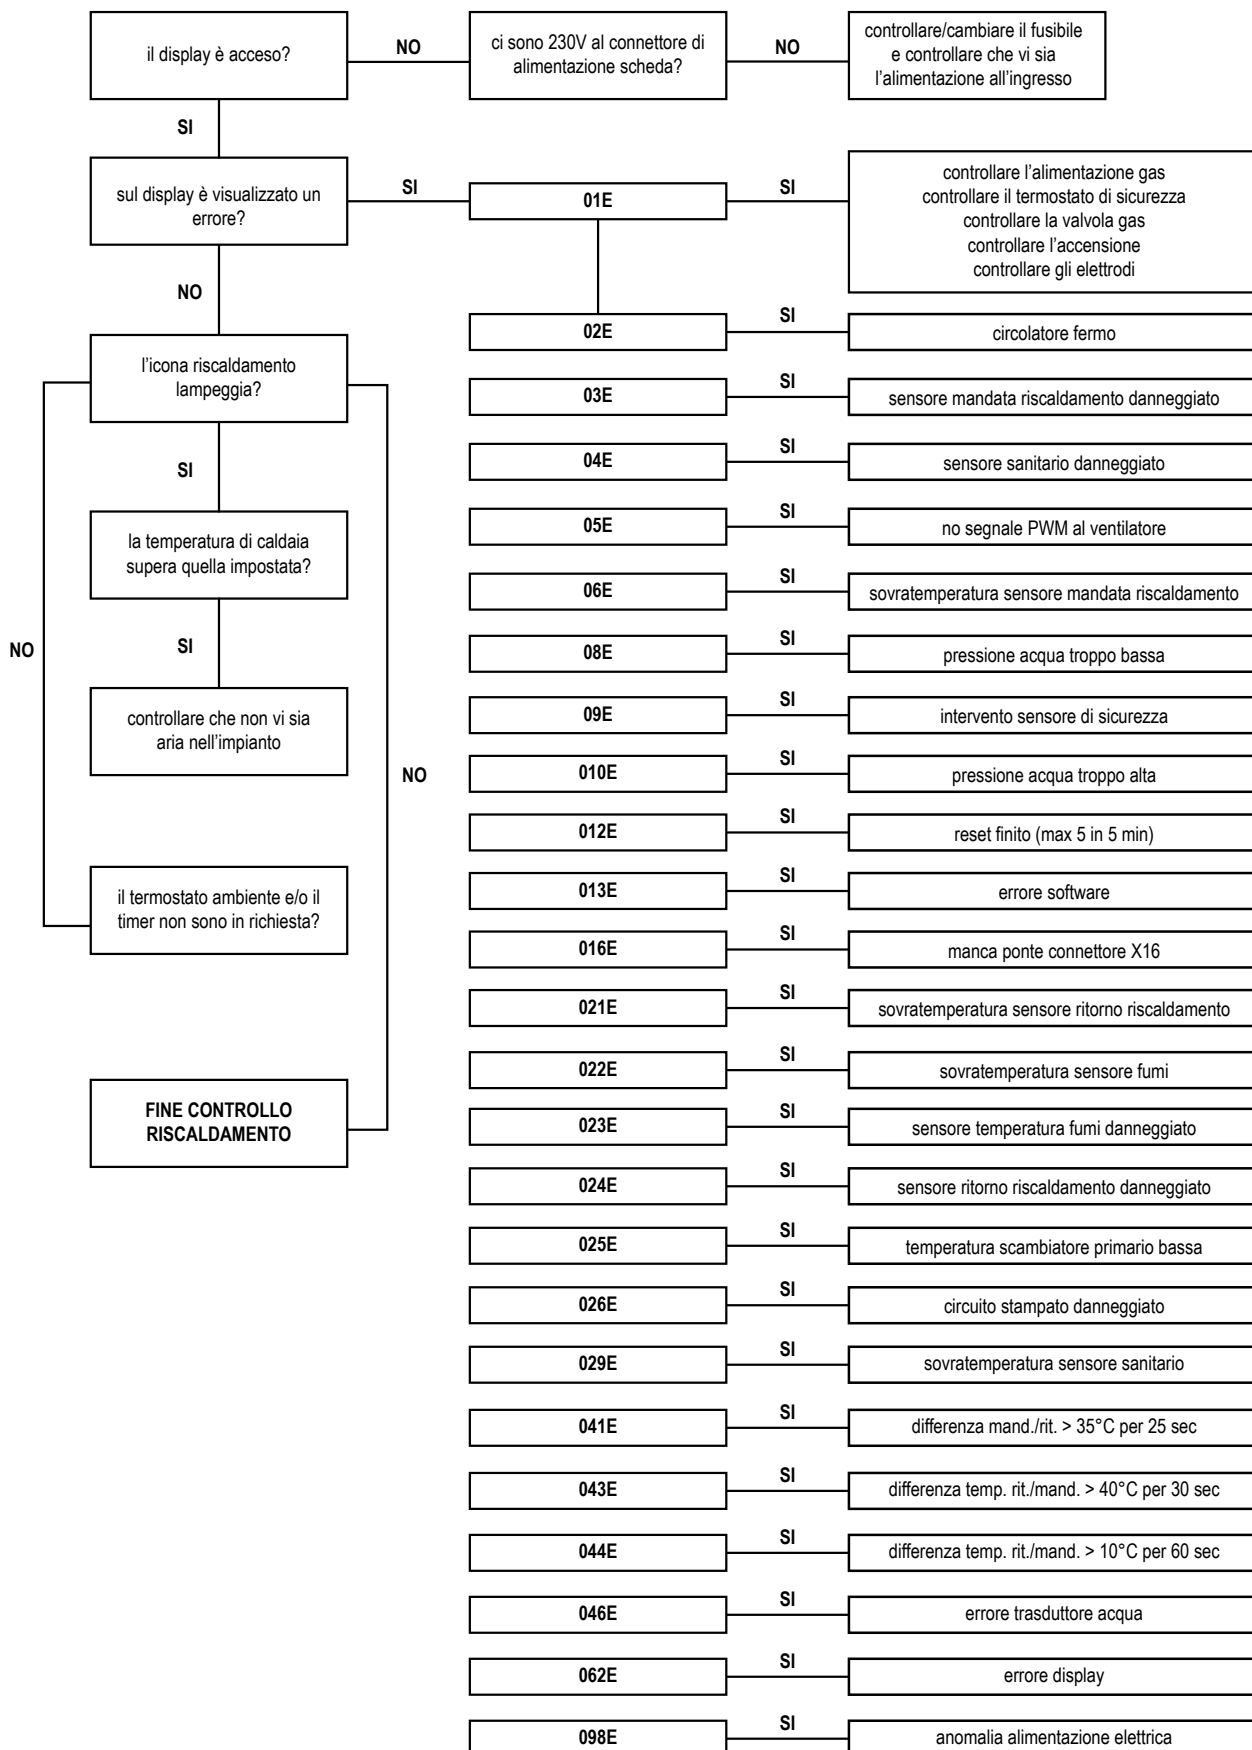 il display è acceso?
NO
ci sono 230V al connettore di
alimentazione scheda?
NO
controllare/cambiare il fusibile
e controllare che vi sia
l’alimentazione all’ingresso
SI
sul display è visualizzato un
errore?
SI
01E
SI
controllare l’alimentazione gas
controllare il termostato di sicurezza
controllare la valvola gas
controllare l’accensione
controllare gli elettrodi
NO
l’icona riscaldamento
lampeggia?
SI
la temperatura di caldaia
supera quella impostata?
NO
SI
controllare che non vi sia
aria nell’impianto
NO
il termostato ambiente e/o il
timer non sono in richiesta?
FINE CONTROLLO
RISCALDAMENTO
02E
SI
circolatore fermo
03E
SI
sensore mandata riscaldamento danneggiato
04E
SI
sensore sanitario danneggiato
05E
SI
no segnale PWM al ventilatore
06E
SI
sovratemperatura sensore mandata riscaldamento
08E
SI
pressione acqua troppo bassa
09E
SI
intervento sensore di sicurezza
010E
SI
pressione acqua troppo alta
012E
SI
reset finito (max 5 in 5 min)
013E
SI
errore software
016E
SI
manca ponte connettore X16
021E
SI
sovratemperatura sensore ritorno riscaldamento
022E
SI
sovratemperatura sensore fumi
023E
SI
sensore temperatura fumi danneggiato
024E
SI
sensore ritorno riscaldamento danneggiato
025E
SI
temperatura scambiatore primario bassa
026E
SI
circuito stampato danneggiato
029E
SI
sovratemperatura sensore sanitario
041E
SI
differenza mand./rit. > 35°C per 25 sec
043E
SI
differenza temp. rit./mand. > 40°C per 30 sec
044E
SI
differenza temp. rit./mand. > 10°C per 60 sec
046E
SI
errore trasduttore acqua
062E
SI
errore display
098E
SI
anomalia alimentazione elettrica